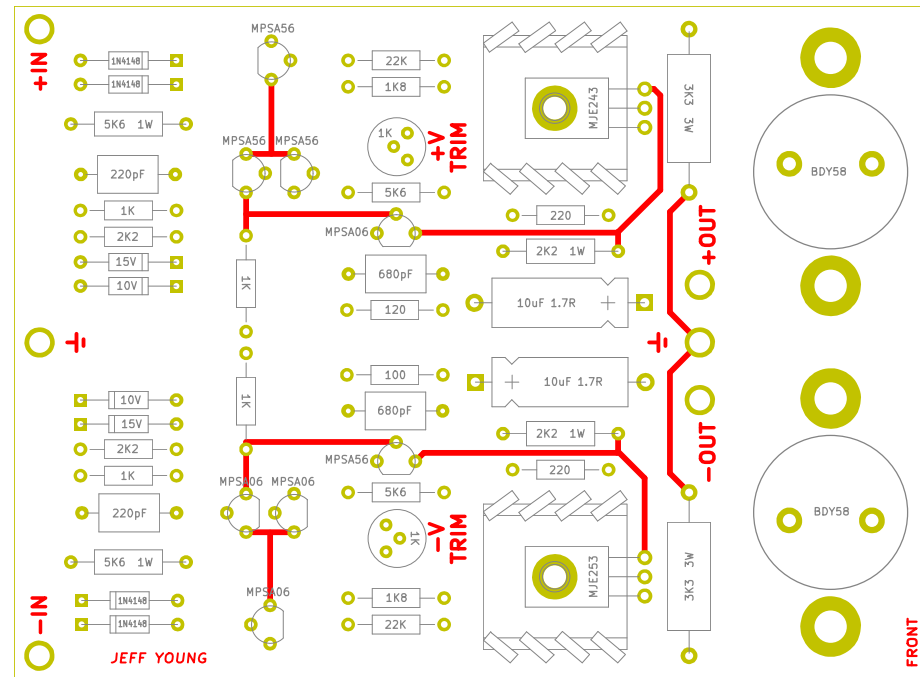 MPSA56
+IN
1N4148
22K
1N4148
1K8
MJE243
3K3 3W
5K6 1W
MPSA56
MPSA56
1K
+V
TRIM
220pF
5K6
BDY58
1K
MPSA06
220
+OUT
2K2
2K2 1W
15V
680pF
1K
10V
120
10uF 1.7R
100
10uF 1.7R
1K
10V
680pF
15V
2K2 1W
2K2
MPSA56
-OUT
1K
220
MPSA06
MPSA06
5K6
220pF
BDY58
1K
-V
TRIM
5K6 1W
MJE253
3K3 3W
MPSA06
-IN
1N4148
1K8
1N4148
22K
JEFF YOUNG
FRONT